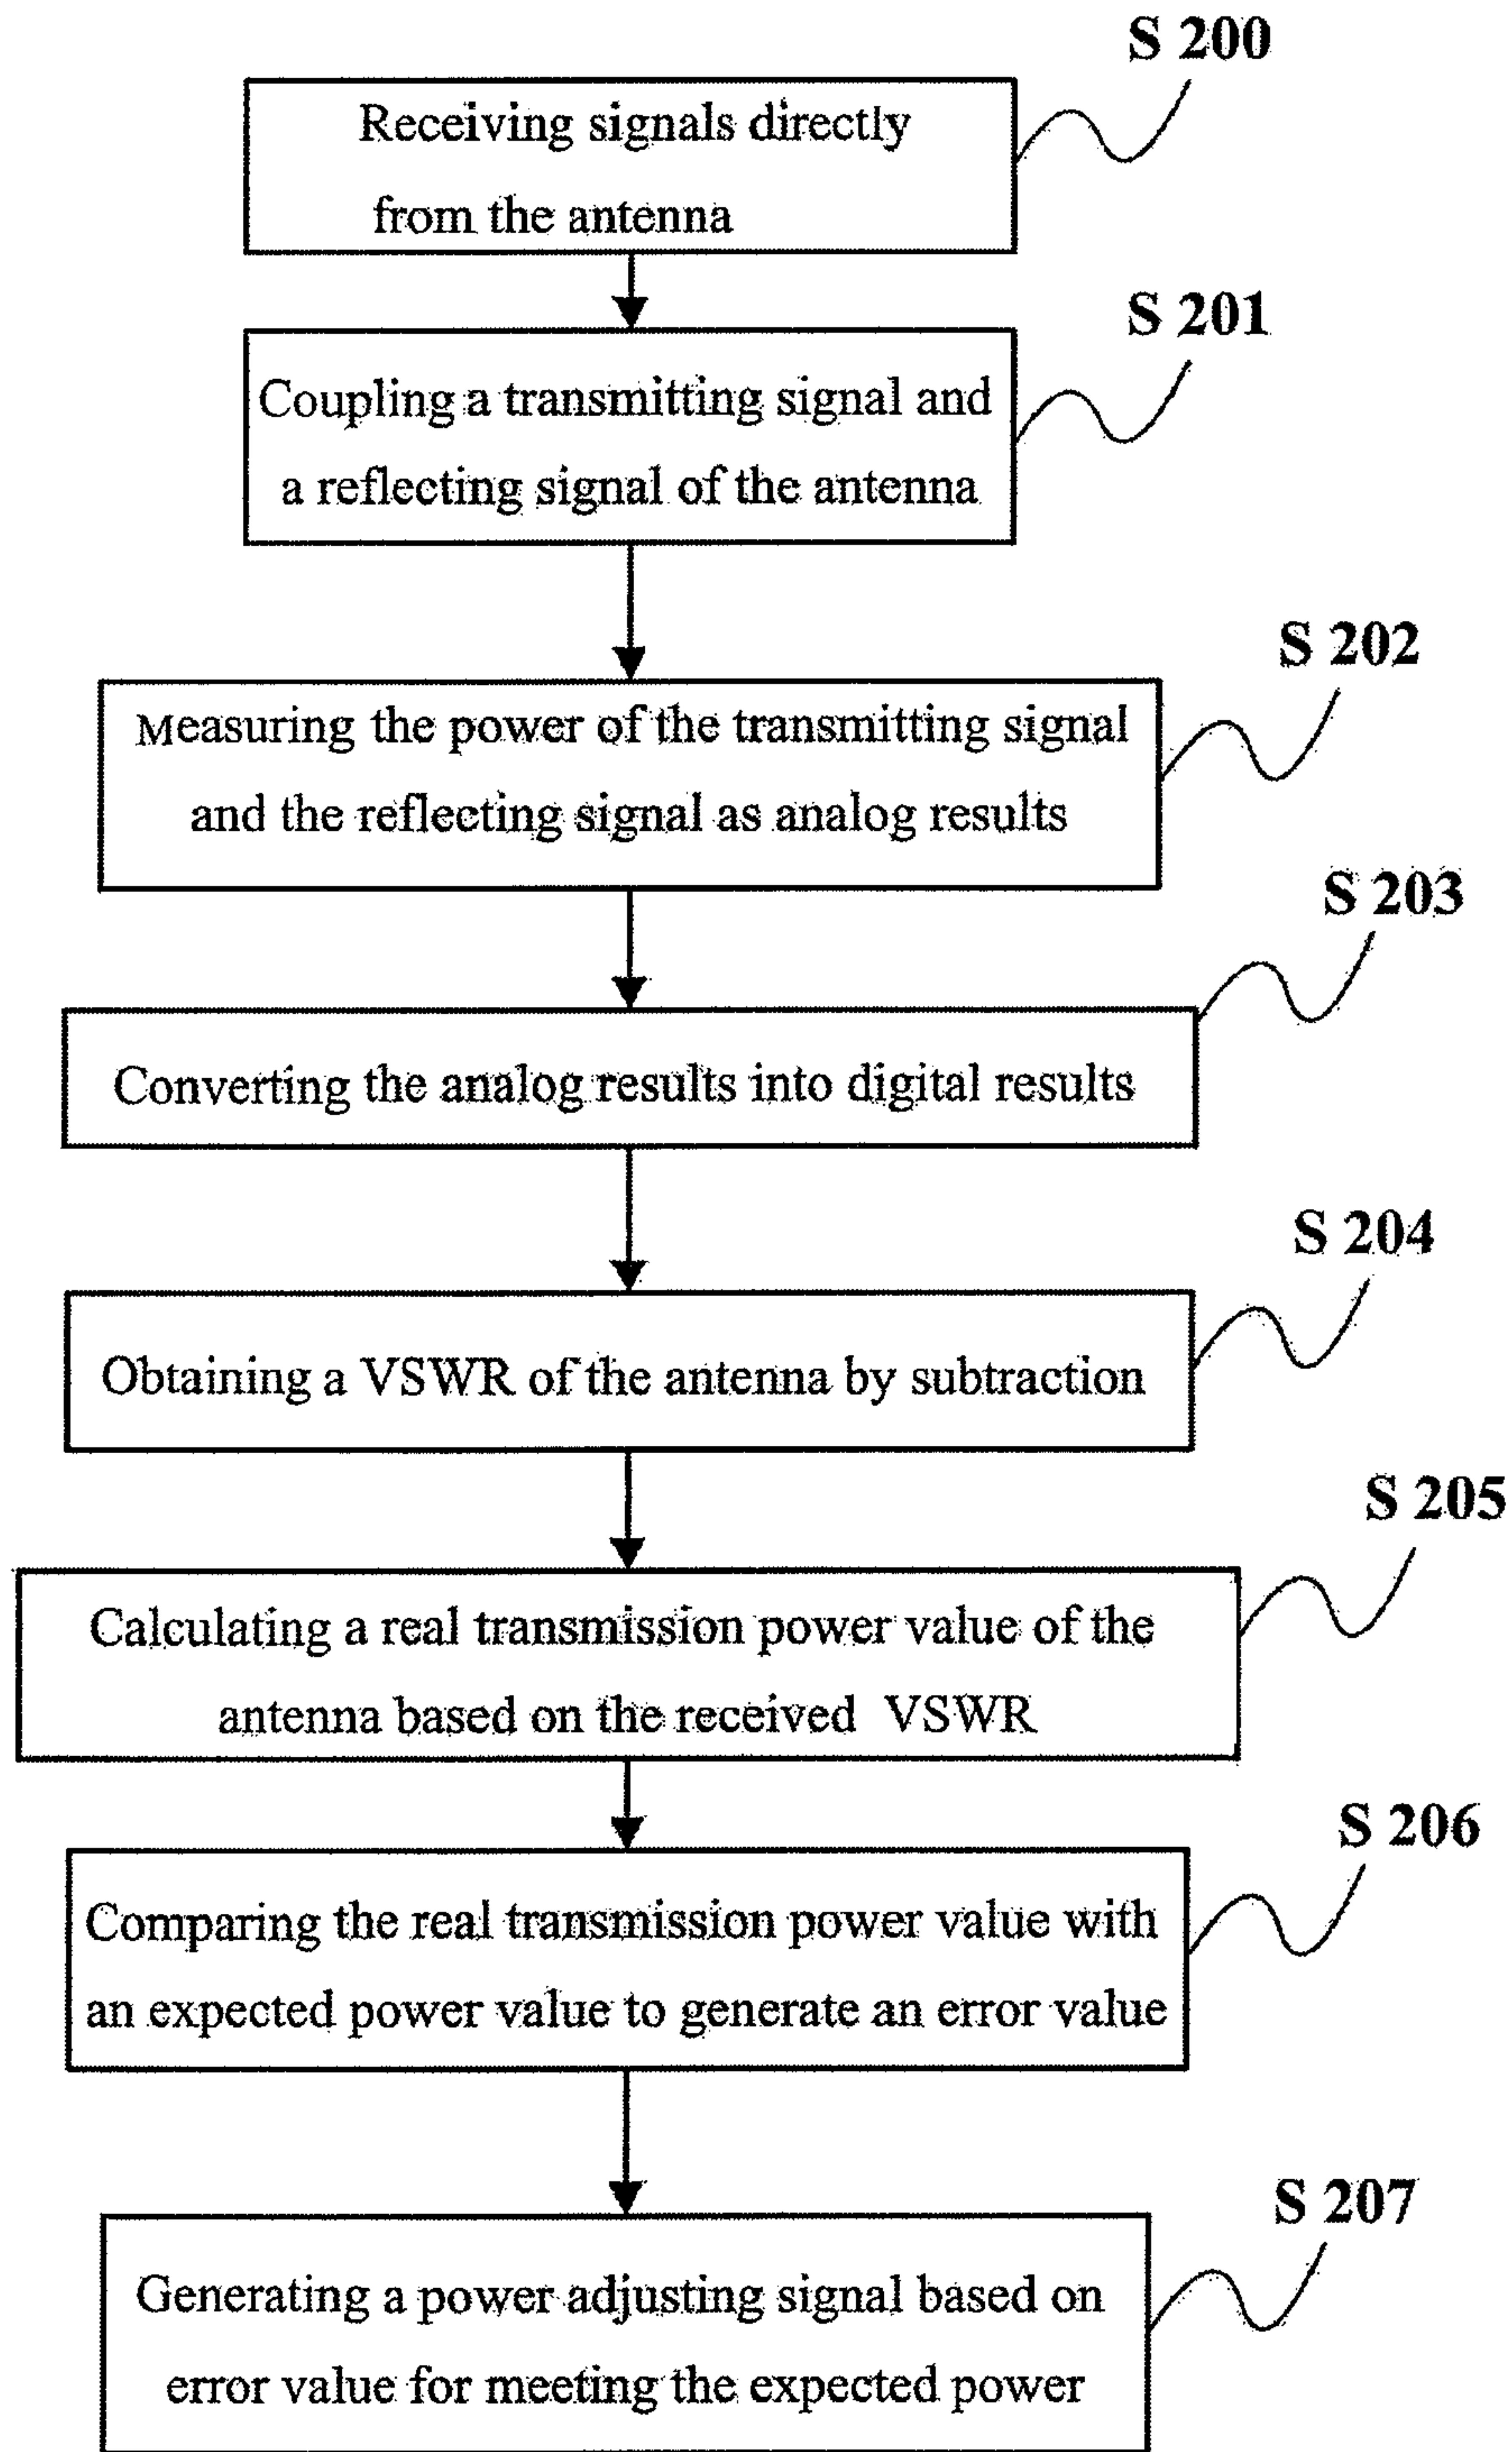 S 200
Receiving signals directly
from the antenna
S 201
Coupling a transmitting signal and
a reflecting signal of the antenna
S 202
Measuring the power of the transmitting signal
and the reflecting signal as analog results
S 203
Converting the analog results into digital results
S 204
Obtaining a VSWR of the antenna by subtraction
S 205
Calculating a real transmission power value of the
antenna based on the received VSWR
S 206
Comparing the real transmission power value with
an expected power value to generate an error value
S 207
Generating a power adjusting signal based on
error value for meeting the expected power